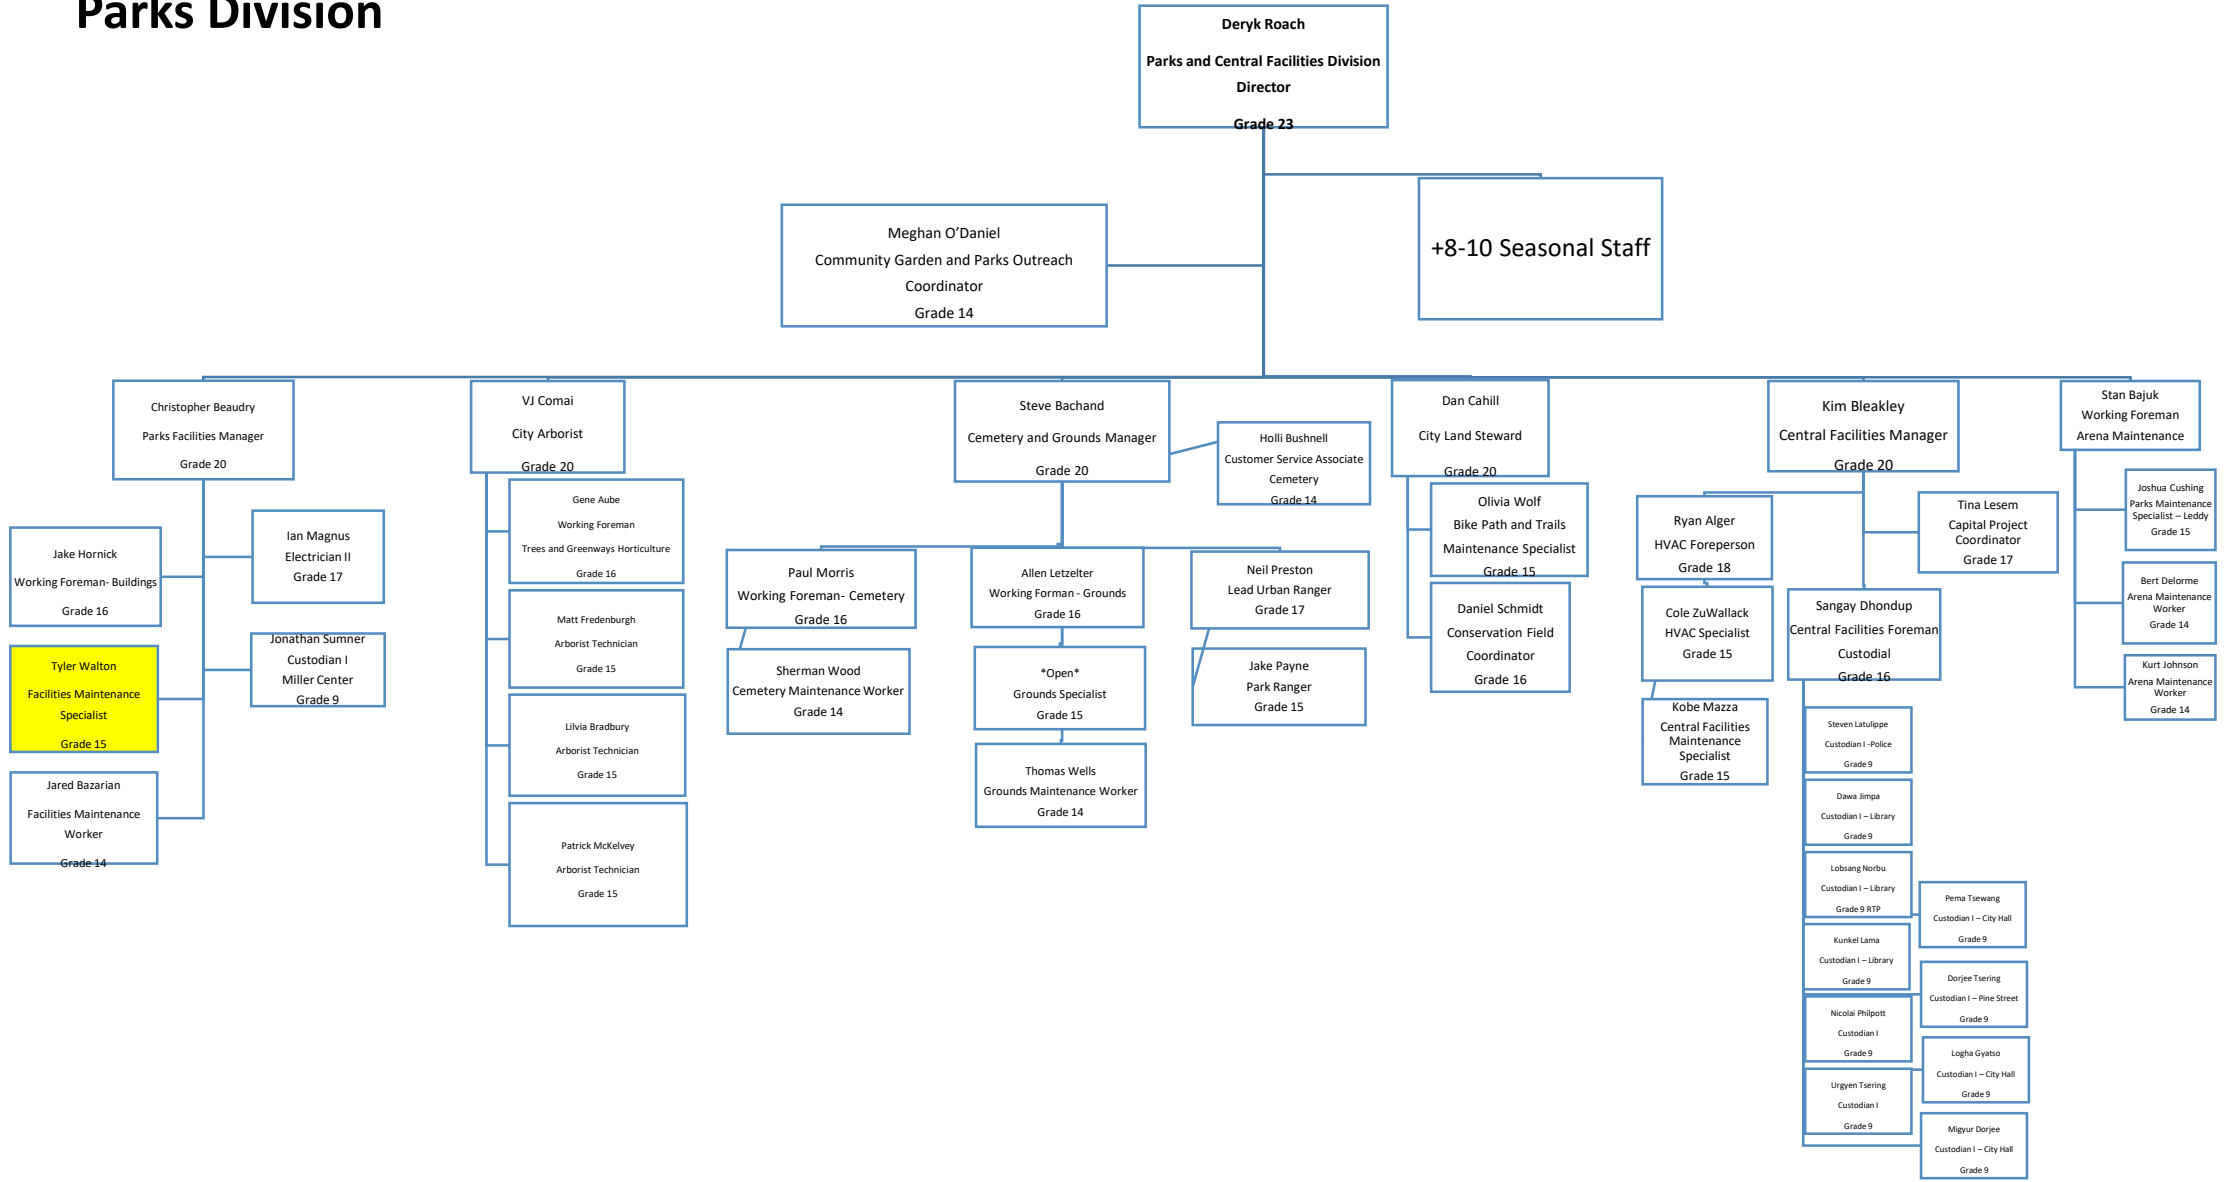 Parks Division
Deryk Roach
Parks and Central Facilities Division
Director
Grade 23
+8-10 Seasonal Staff
Meghan O’Daniel
Community Garden and Parks Outreach
Coordinator
Grade 14
Christopher Beaudry
Parks Facilities Manager
Grade 20
Jake Hornick
Working Foreman- Buildings
Grade 16
Ian Magnus
Electrician II
Grade 17
Tyler Walton
Facilities Maintenance
Specialist
Grade 15
Jonathan Sumner
Custodian I
Miller Center
Grade 9
Jared Bazarian
Facilities Maintenance
Worker
Grade 14
VJ Comai
City Arborist
Grade 20
Gene Aube
Working Foreman
Trees and Greenways Horticulture
Grade 16
Matt Fredenburgh
Arborist Technician
Grade 15
Lilvia Bradbury
Arborist Technician
Grade 15
Patrick McKelvey
Arborist Technician
Grade 15
Steve Bachand
Cemetery and Grounds Manager
Grade 20
Holli Bushnell
Customer Service Associate
Cemetery
Grade 14
Paul Morris
Working Foreman- Cemetery
Grade 16
Sherman Wood
Cemetery Maintenance Worker
Grade 14
Allen Letzelter
Working Forman - Grounds
Grade 16
*Open*
Grounds Specialist
Grade 15
Thomas Wells
Grounds Maintenance Worker
Grade 14
Neil Preston
Lead Urban Ranger
Grade 17
Jake Payne
Park Ranger
Grade 15
Dan Cahill
City Land Steward
Grade 20
Olivia Wolf
Bike Path and Trails
Maintenance Specialist
Grade 15
Daniel Schmidt
Conservation Field
Coordinator
Grade 16
Kim Bleakley
Central Facilities Manager
Grade 20
Ryan Alger
HVAC Foreperson
Grade 18
Cole ZuWallack
HVAC Specialist
Grade 15
Kobe Mazza
Central Facilities
Maintenance
Specialist
Grade 15
Tina Lesem
Capital Project
Coordinator
Grade 17
Sangay Dhondup
Central Facilities Foreman
Custodial
Grade 16
Steven Latulippe
Custodian I -Police
Grade 9
Dawa Jimpa
Custodian I – Library
Grade 9
Lobsang Norbu
Custodian I – Library
Grade 9 RTP
Pema Tsewang
Custodian I – City Hall
Grade 9
Kunkel Lama
Custodian I – Library
Grade 9
Dorjee Tsering
Custodian I – Pine Street
Grade 9
Nicolai Philpott
Custodian I
Grade 9
Logha Gyatso
Custodian I – City Hall
Grade 9
Urgyen Tsering
Custodian I
Grade 9
Migyur Dorjee
Custodian I – City Hall
Grade 9
Stan Bajuk
Working Foreman
Arena Maintenance
Joshua Cushing
Parks Maintenance
Specialist – Leddy
Grade 15
Bert Delorme
Arena Maintenance
Worker
Grade 14
Kurt Johnson
Arena Maintenance
Worker
Grade 14